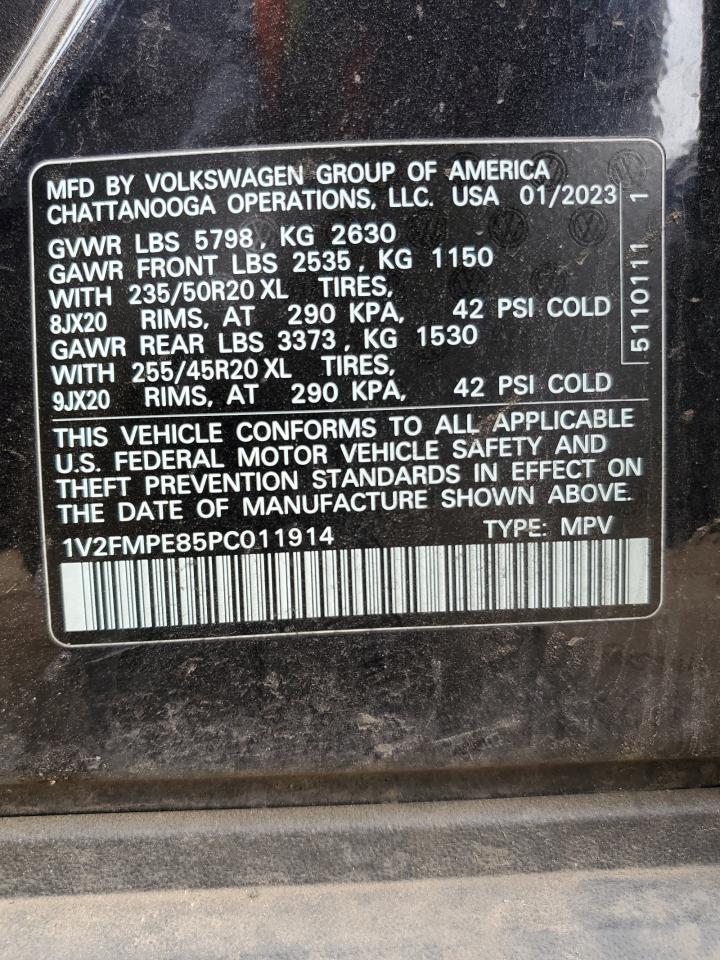 MFD BY VOLKSWAGEN GROUP OF AMERICA
CHATTANOOGA OPERATIONS, LLC. USA 01/2023
GVWR LBS 5798, KG 2630
GAWR FRONT LBS 2535, KG 1150
WITH 235/50R20 XL TIRES,
8JX20 RIMS, AT 290 KPA, 42 PSI COLD
GAWR REAR LBS 3373, KG 1530
WITH 255/45R20 XL TIRES,
9JX20 RIMS, AT 290 KPA, 42 PSI COLD
5110111 1
THIS VEHICLE CONFORMS TO ALL APPLICABLE
U.S. FEDERAL MOTOR VEHICLE SAFETY AND
THEFT PREVENTION STANDARDS IN EFFECT ON
THE DATE OF MANUFACTURE SHOWN ABOVE.
1V2FMPE85PC011914 TYPE: MPV